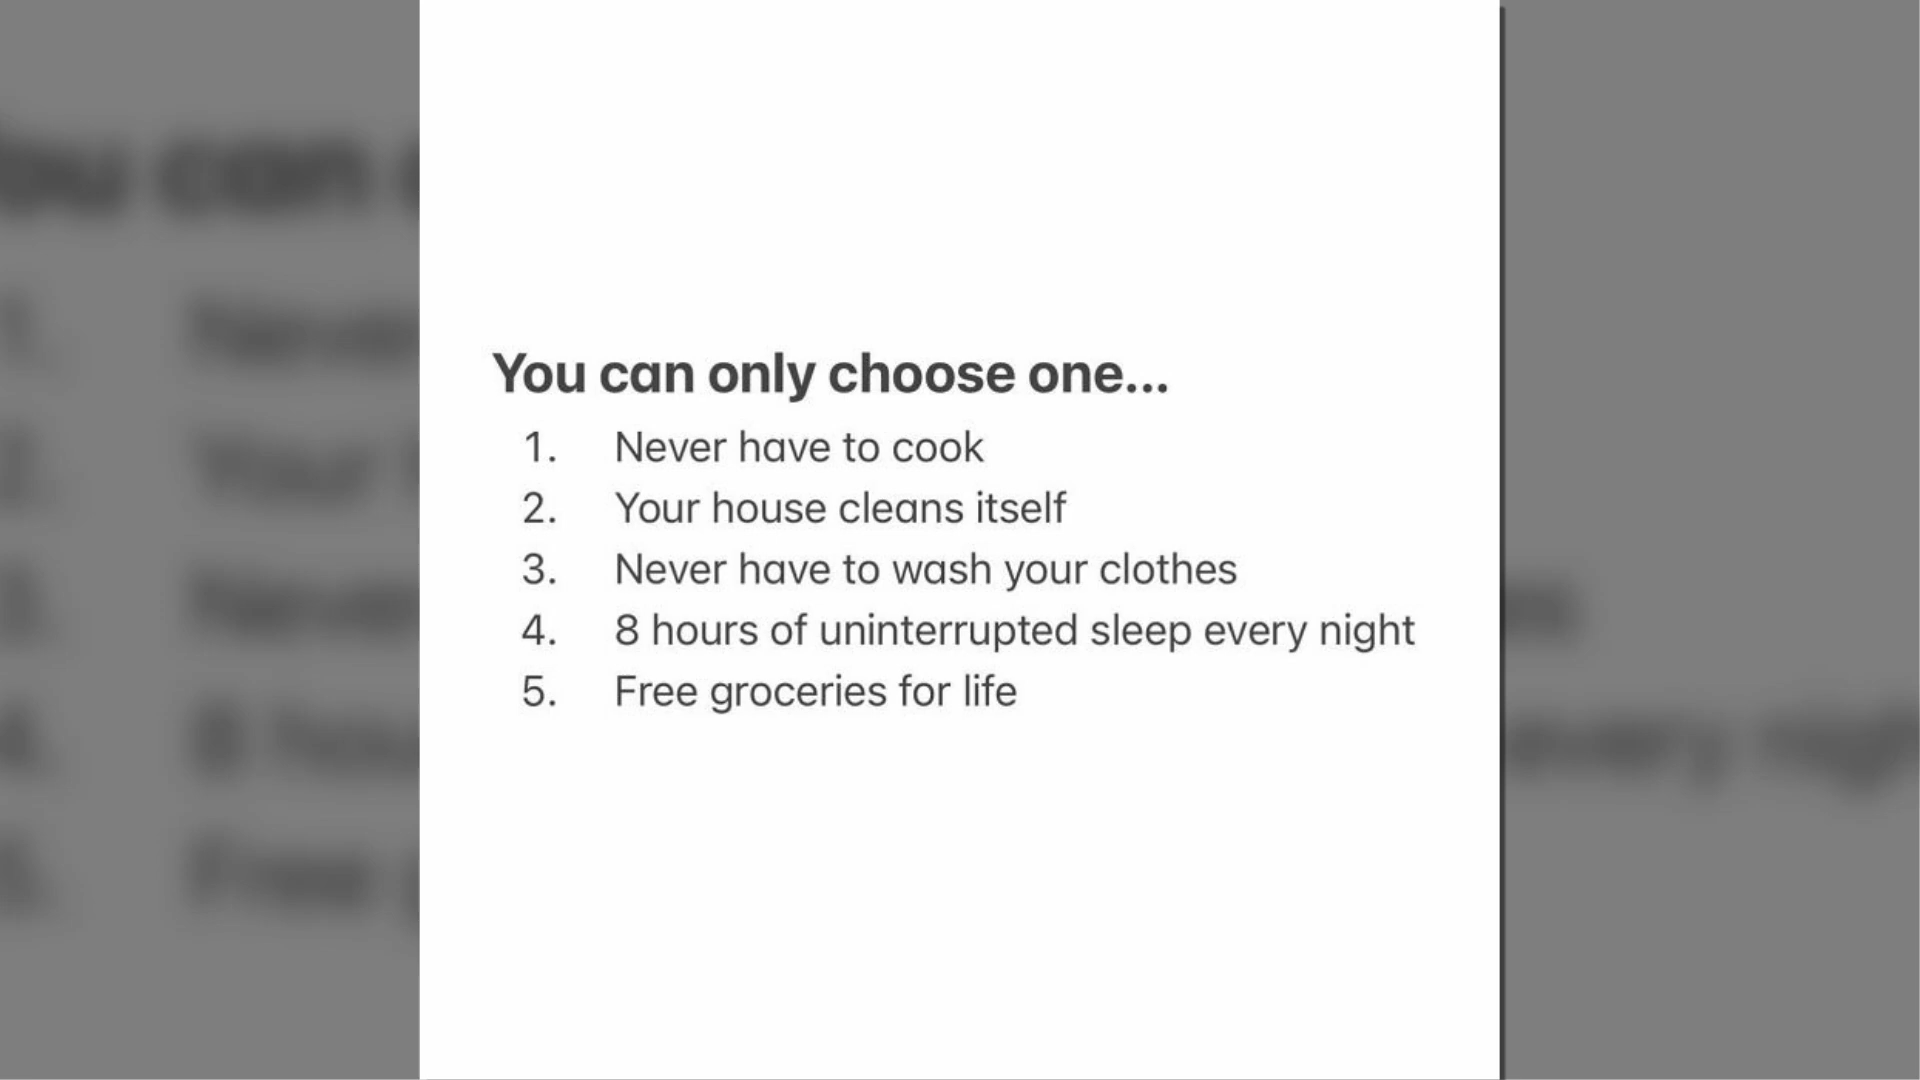 You can only choose one...
1. Never have to cook
2. Your house cleans itself
3. Never have to wash your clothes
4. 8 hours of uninterrupted sleep every night
5. Free groceries for life